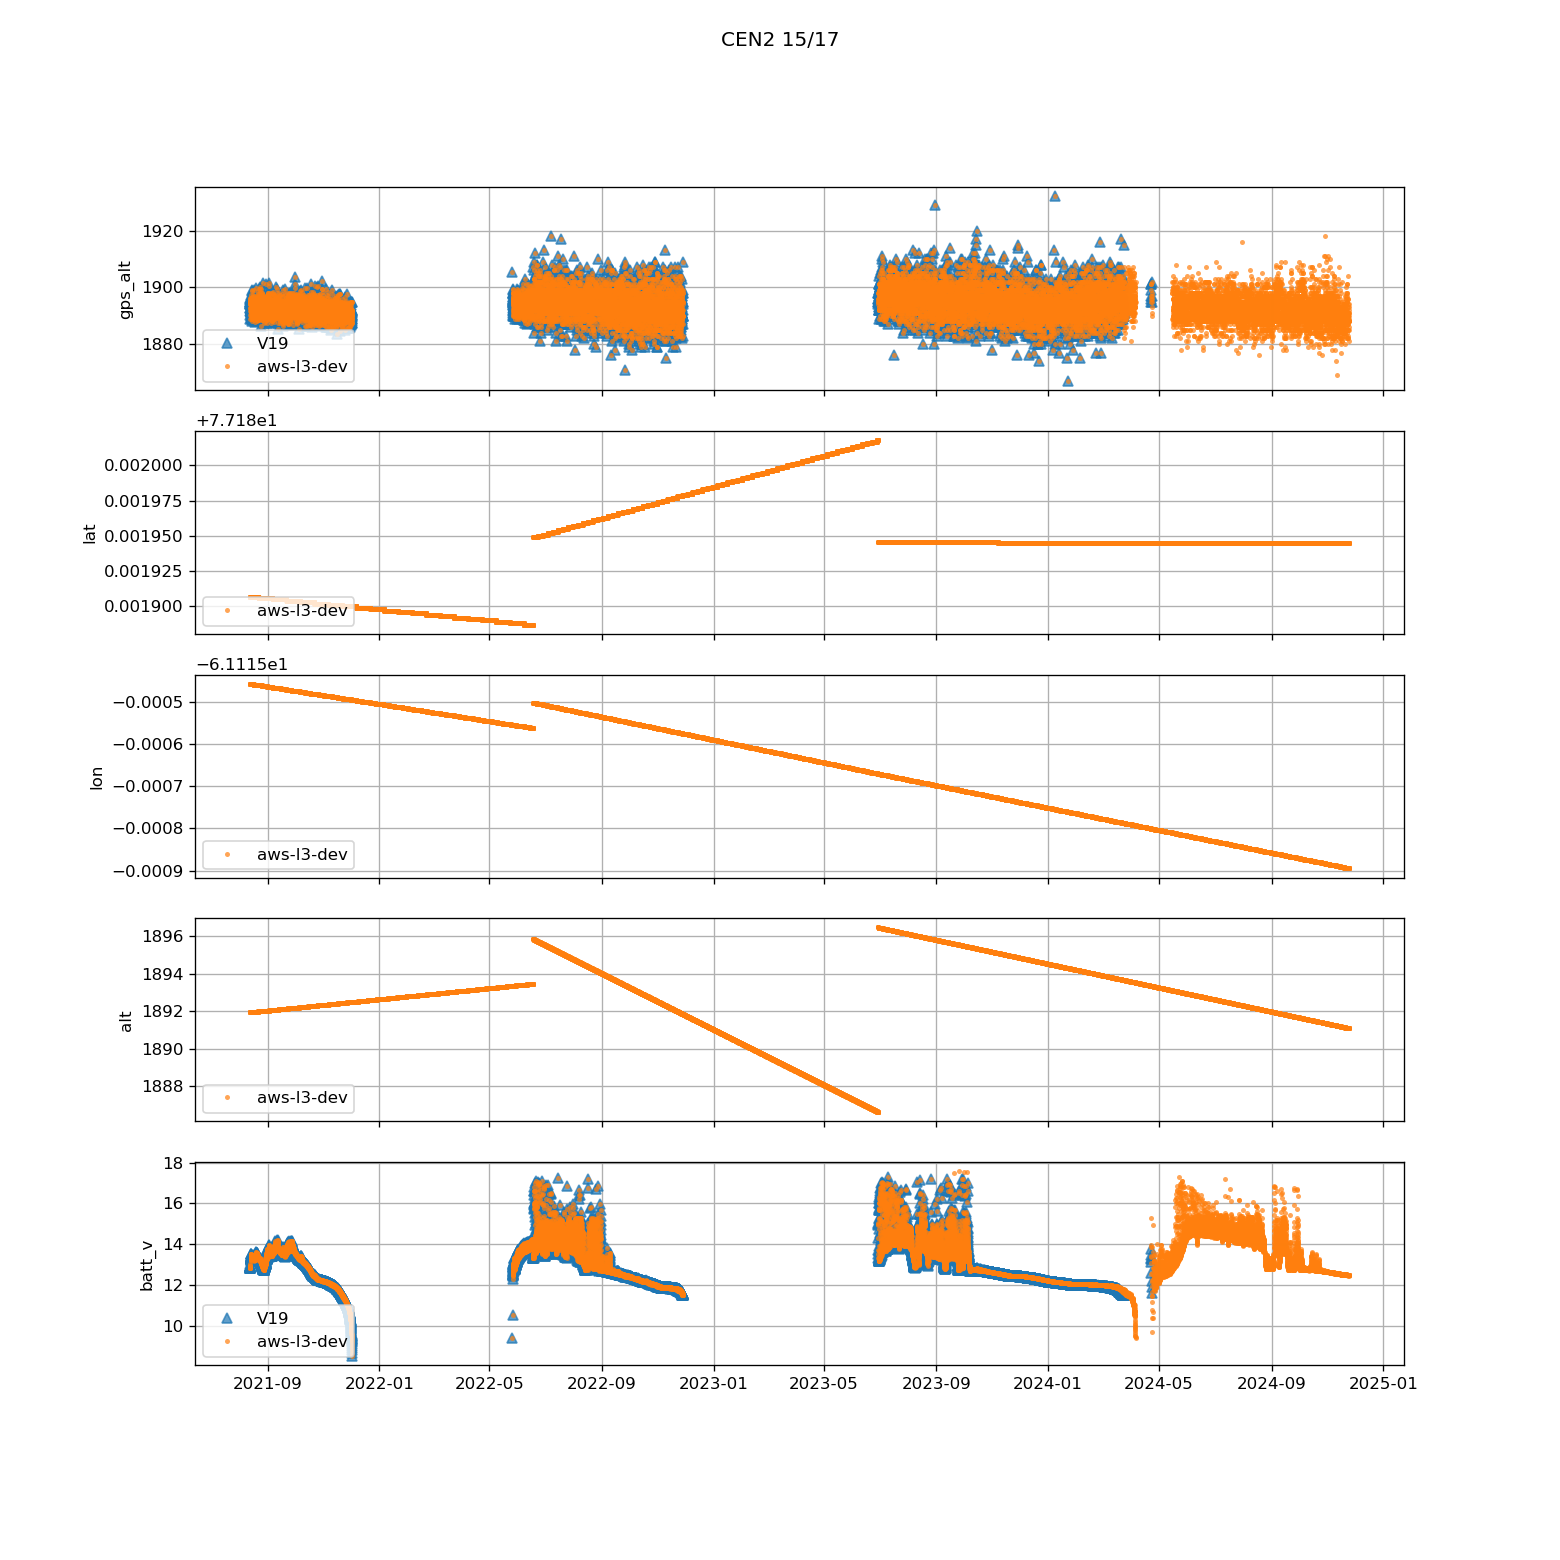 CEN2 15/17
1920
1900
1880
gps_alt
V19
aws-l3-dev
+7.718e1
0.002000
0.001975
0.001950
0.001925
0.001900
lat
aws-l3-dev
−6.1115e1
−0.0005
−0.0006
−0.0007
−0.0008
−0.0009
lon
aws-l3-dev
1896
1894
1892
1890
1888
alt
aws-l3-dev
18
16
14
12
10
batt_v
V19
aws-l3-dev
2021-09 2022-01 2022-05 2022-09 2023-01 2023-05 2023-09 2024-01 2024-05 2024-09 2025-01